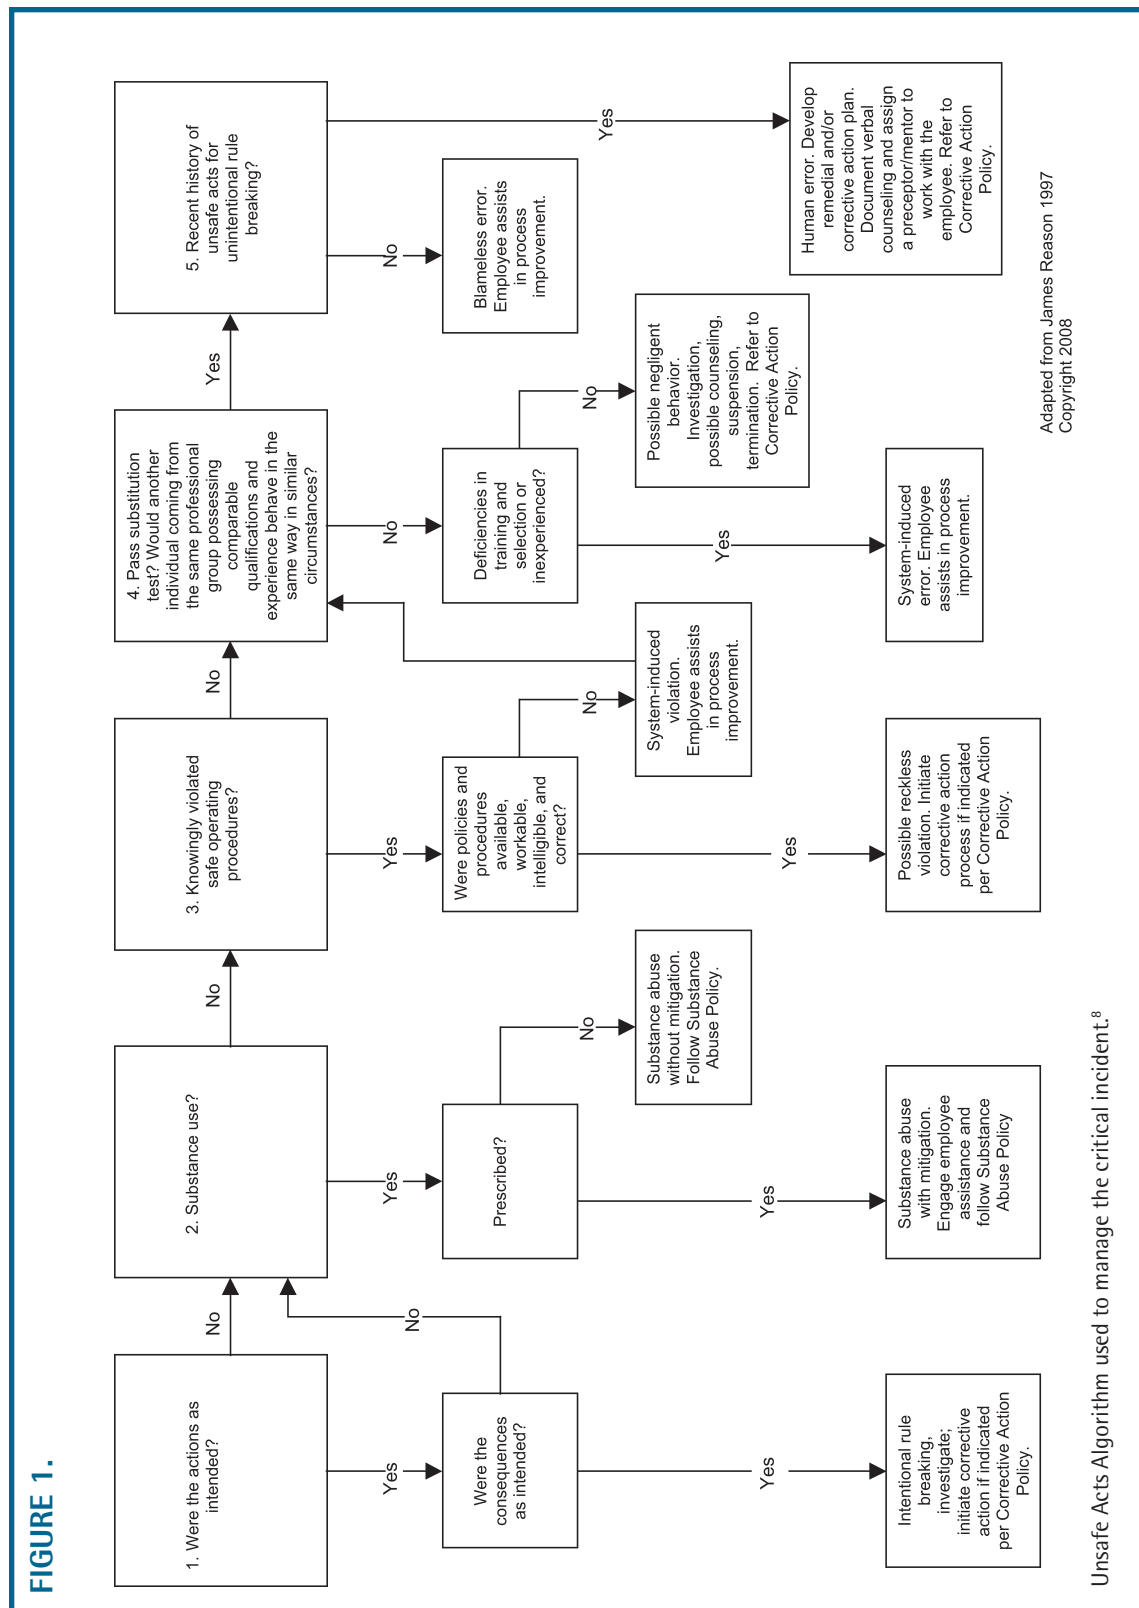 FIGURE 1.
1. Were the actions as
intended?
No
2. Substance use?
No
3. Knowingly violated
safe operating
procedures?
No
4. Pass substitution
test? Would another
individual coming from
the same professional
group possessing
comparable
qualifications and
experience behave in the
same way in similar
circumstances?
Yes
5. Recent history of
unsafe acts for
unintentional rule
breaking?
Yes
No
Yes
Yes
No
No
Yes
Were the
consequences
as intended?
Prescribed?
Were policies and
procedures
available,
workable,
intelligible, and
correct?
Deficiencies in
training and
selection or
inexperienced?
Blameless error.
Employee assists
in process
improvement.
No
No
No
Substance abuse
without mitigation.
Follow Substance
Abuse Policy.
System-induced
violation.
Employee assists
in process
improvement.
Possible negligent
behavior.
Investigation,
possible counseling,
suspension,
termination. Refer to
Corrective Action
Policy.
Yes
Yes
Yes
Yes
Human error. Develop
remedial and/or
corrective action plan.
Document verbal
counseling and assign
a preceptor/mentor to
work with the
employee. Refer to
Corrective Action
Policy.
Intentional rule
breaking,
investigate;
initiate corrective
action if indicated
per Corrective Action
Policy.
Substance abuse
with mitigation.
Engage employee
assistance and
follow Substance
Abuse Policy
Possible reckless
violation. Initiate
corrective action
process if indicated
per Corrective Action
Policy.
System-induced
error. Employee
assists in process
improvement.
Adapted from James Reason 1997
Copyright 2008
Unsafe Acts Algorithm used to manage the critical incident.8